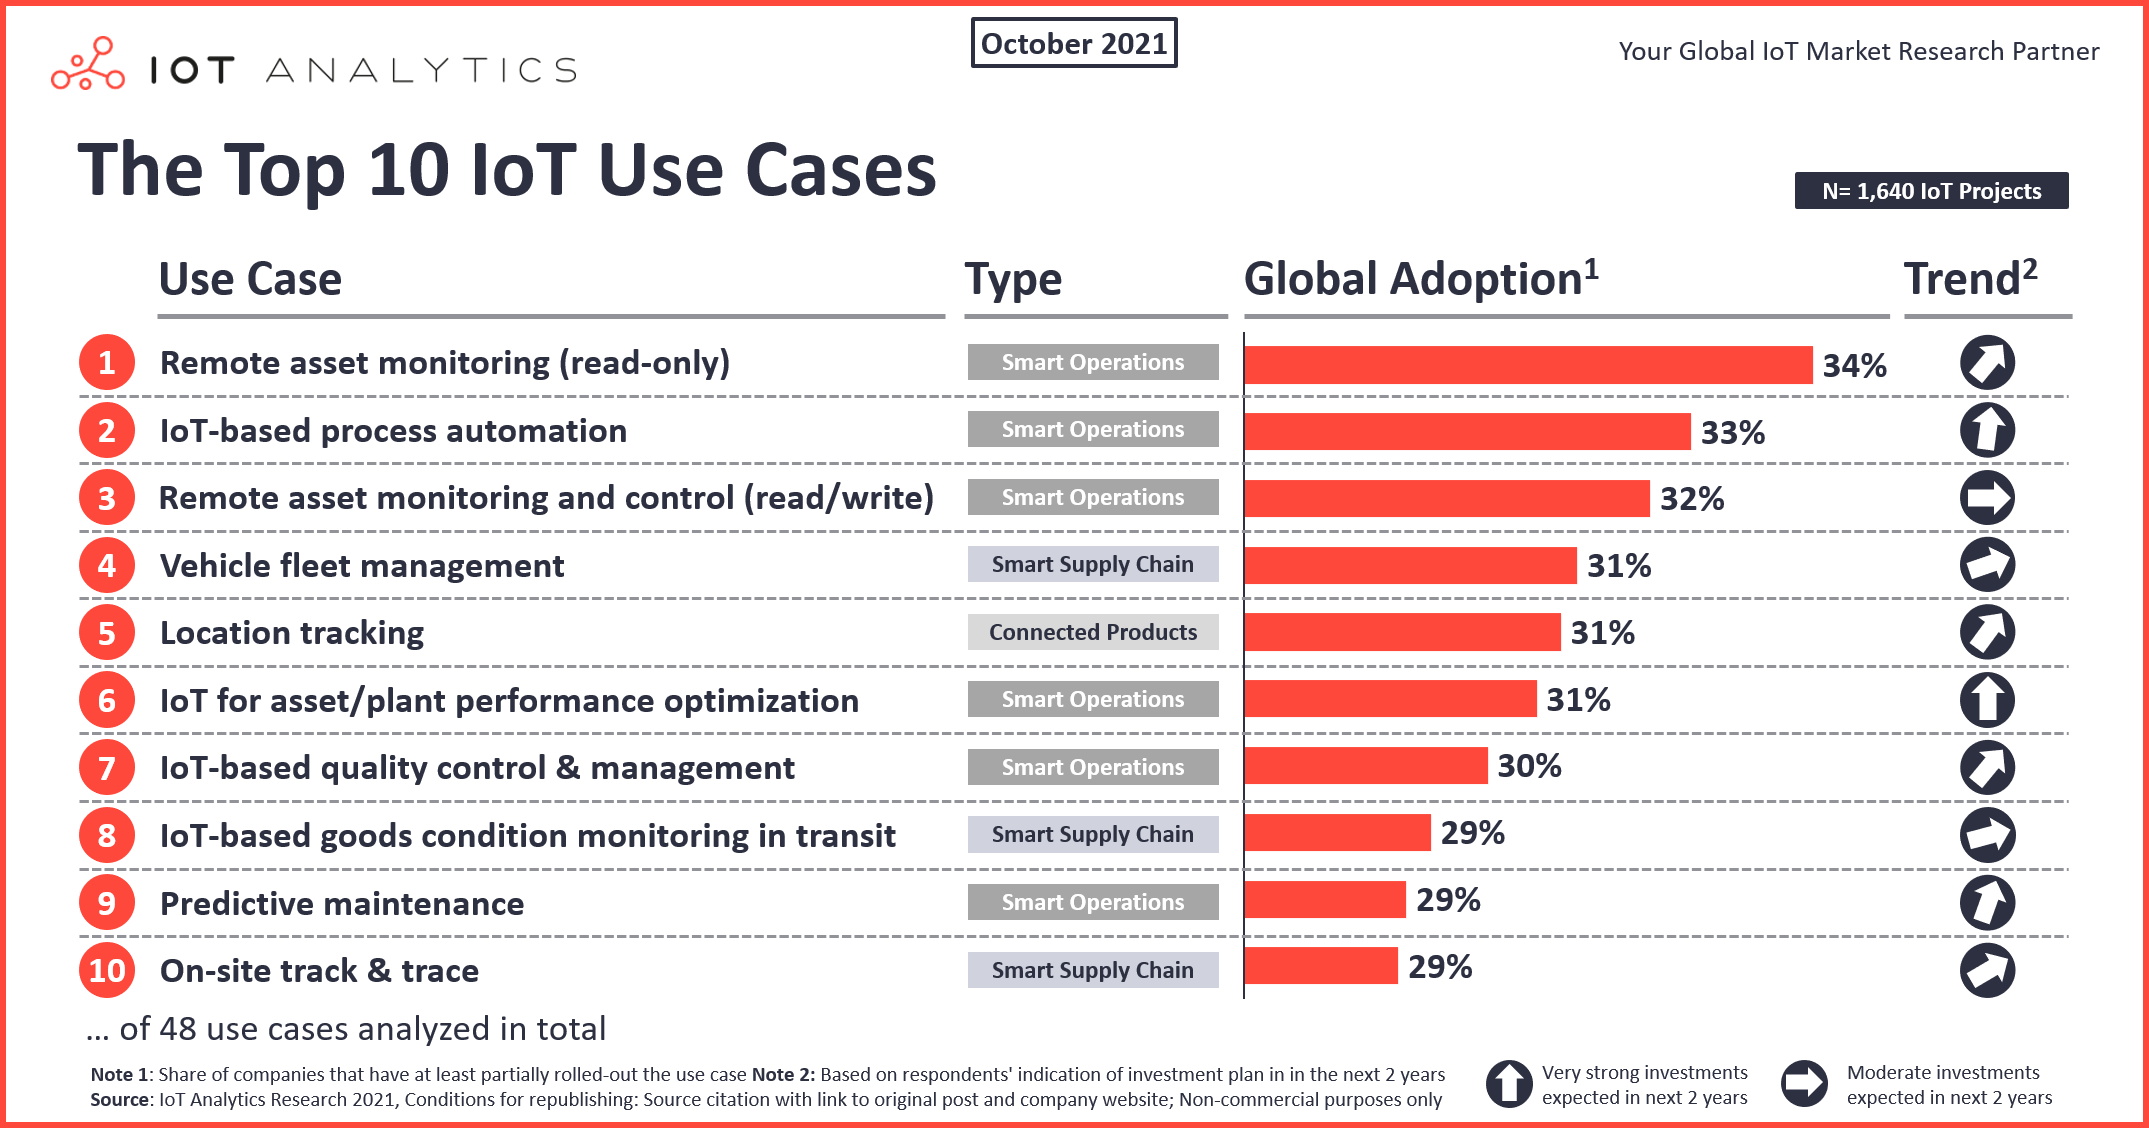 IOT ANALYTICS
October 2021
Your Global IoT Market Research Partner
The Top 10 IoT Use Cases
N= 1,640 IoT Projects
Use Case Type Global Adoption1 Trend2
1 Remote asset monitoring (read-only) Smart Operations 34%
2 IoT-based process automation Smart Operations 33%
3 Remote asset monitoring and control (read/write) Smart Operations 32%
4 Vehicle fleet management Smart Supply Chain 31%
5 Location tracking Connected Products 31%
6 IoT for asset/plant performance optimization Smart Operations 31%
7 IoT-based quality control & management Smart Operations 30%
8 IoT-based goods condition monitoring in transit Smart Supply Chain 29%
9 Predictive maintenance Smart Operations 29%
10 On-site track & trace Smart Supply Chain 29%
... of 48 use cases analyzed in total
Note 1: Share of companies that have at least partially rolled-out the use case Note 2: Based on respondents' indication of investment plan in in the next 2 years
Source: IoT Analytics Research 2021, Conditions for republishing: Source citation with link to original post and company website; Non-commercial purposes only
Very strong investments
expected in next 2 years
Moderate investments
expected in next 2 years